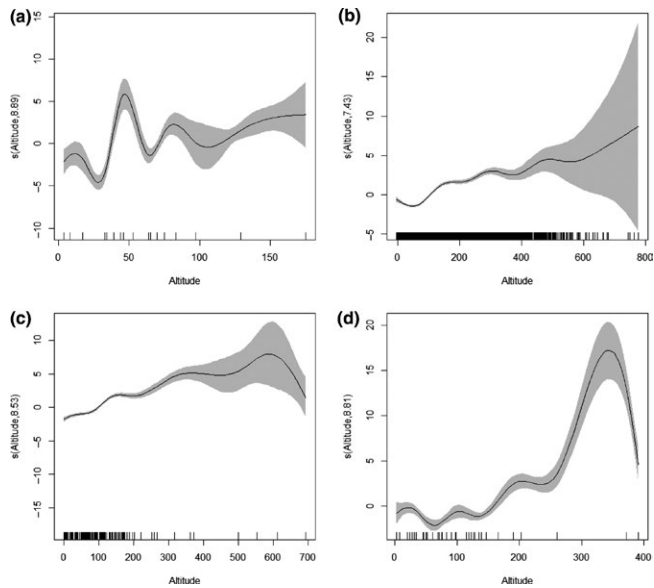 (a)
15
10
5
0
-5
-10
s(Altitude,8.89)
0 50 100 150
Altitude
(b)
20
15
10
5
0
-5
s(Altitude,7.43)
0 200 400 600 800
Altitude
(c)
10
5
0
-5
-10
-15
s(Altitude,8.53)
0 100 200 300 400 500 600 700
Altitude
(d)
20
15
10
5
0
s(Altitude,8.81)
0 100 200 300 400
Altitude